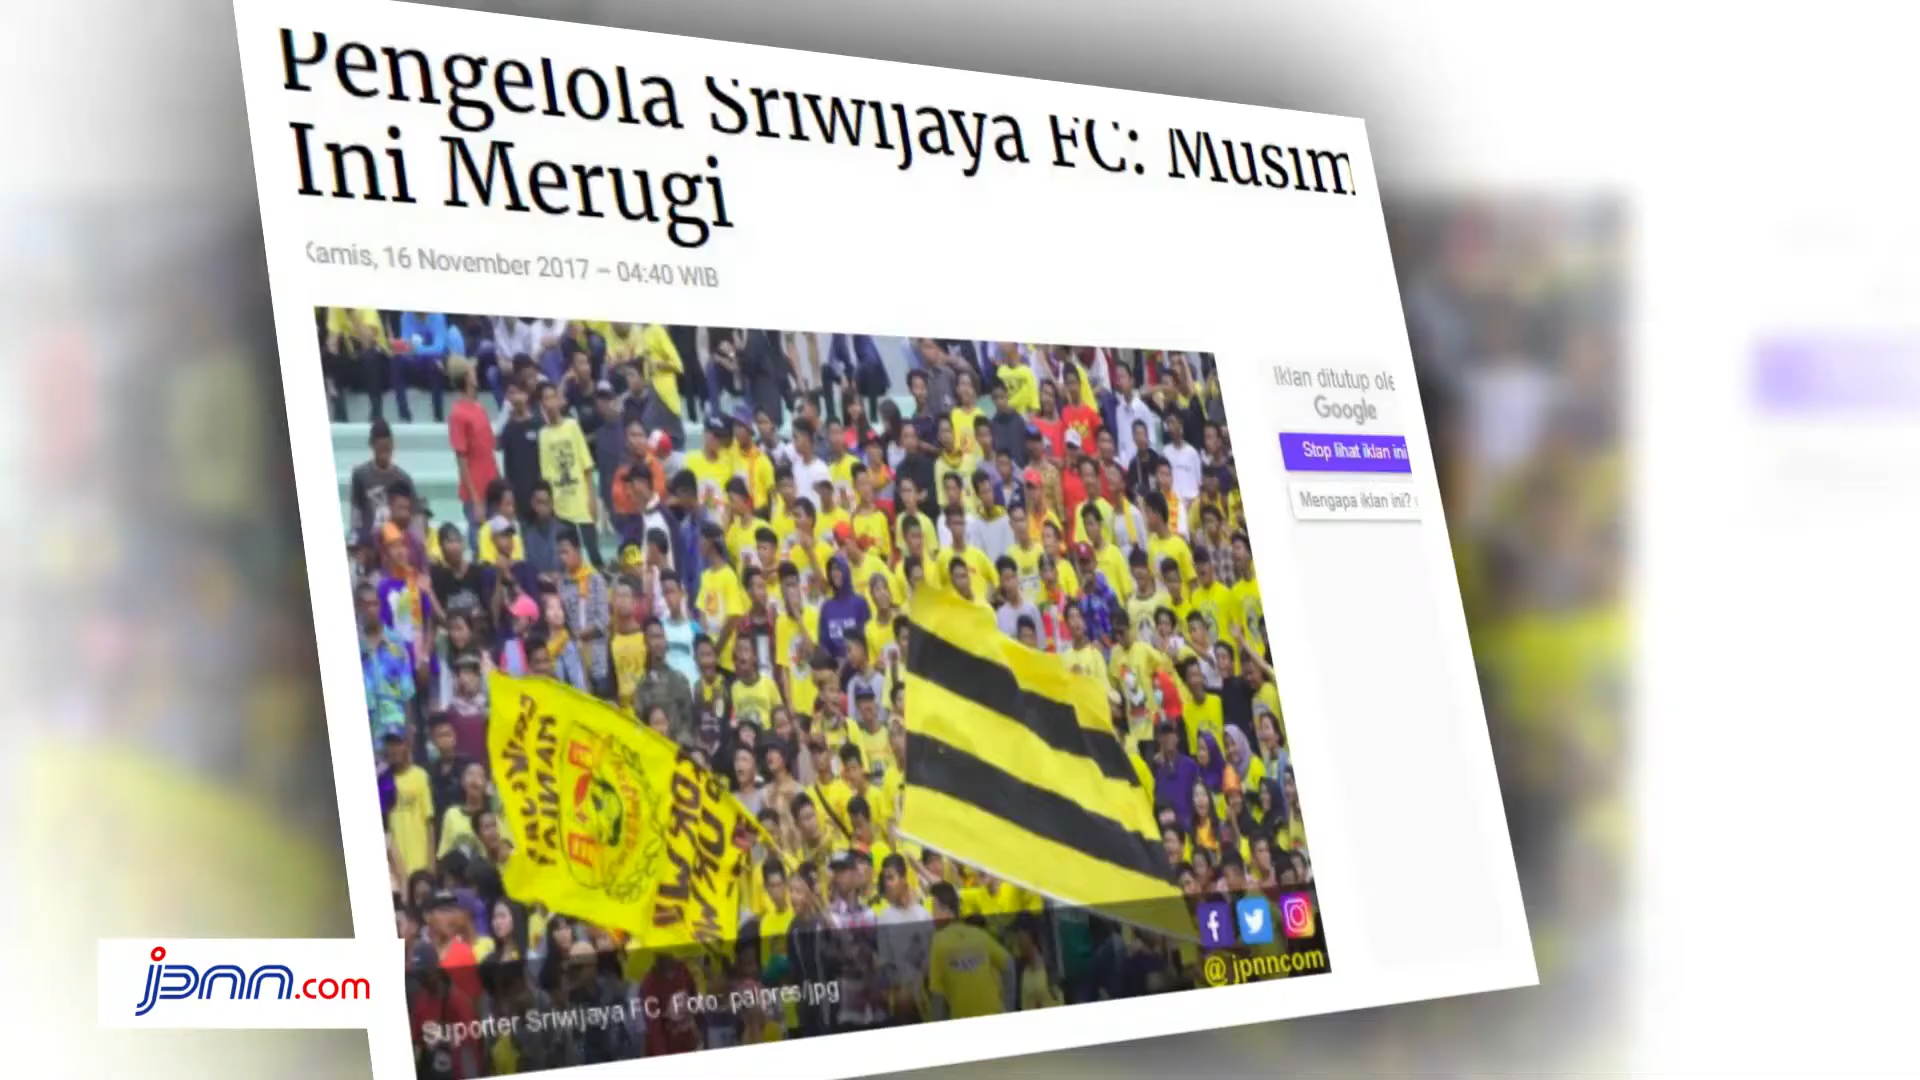 Pengelola Sriwijaya FC: Musim
Ini Merugi
Kamis, 16 November 2017 – 04:40 WIB
Iklan ditutup ole
Google
Stop lihat iklan ini
Mengapa iklan ini?
@jpnncom
Suporter Sriwijaya FC. Foto: palpres/jpg
jpnn.com